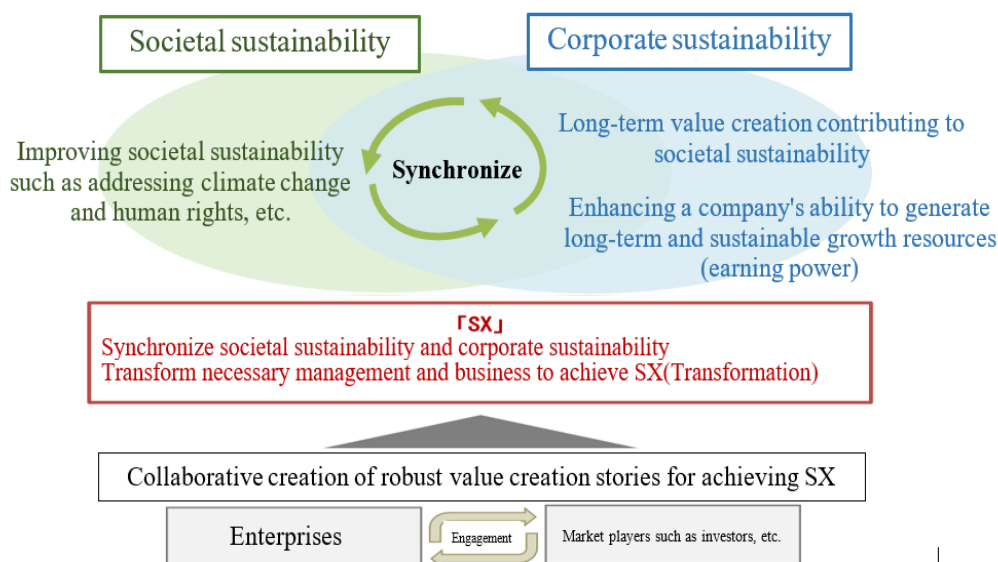 Societal sustainability
Corporate sustainability
Improving societal sustainability
such as addressing climate change
and human rights, etc.
Synchronize
Long-term value creation contributing to
societal sustainability
Enhancing a company's ability to generate
long-term and sustainable growth resources
(earning power)
「SX」
Synchronize societal sustainability and corporate sustainability
Transform necessary management and business to achieve SX(Transformation)
Collaborative creation of robust value creation stories for achieving SX
Enterprises
Engagement
Market players such as investors, etc.